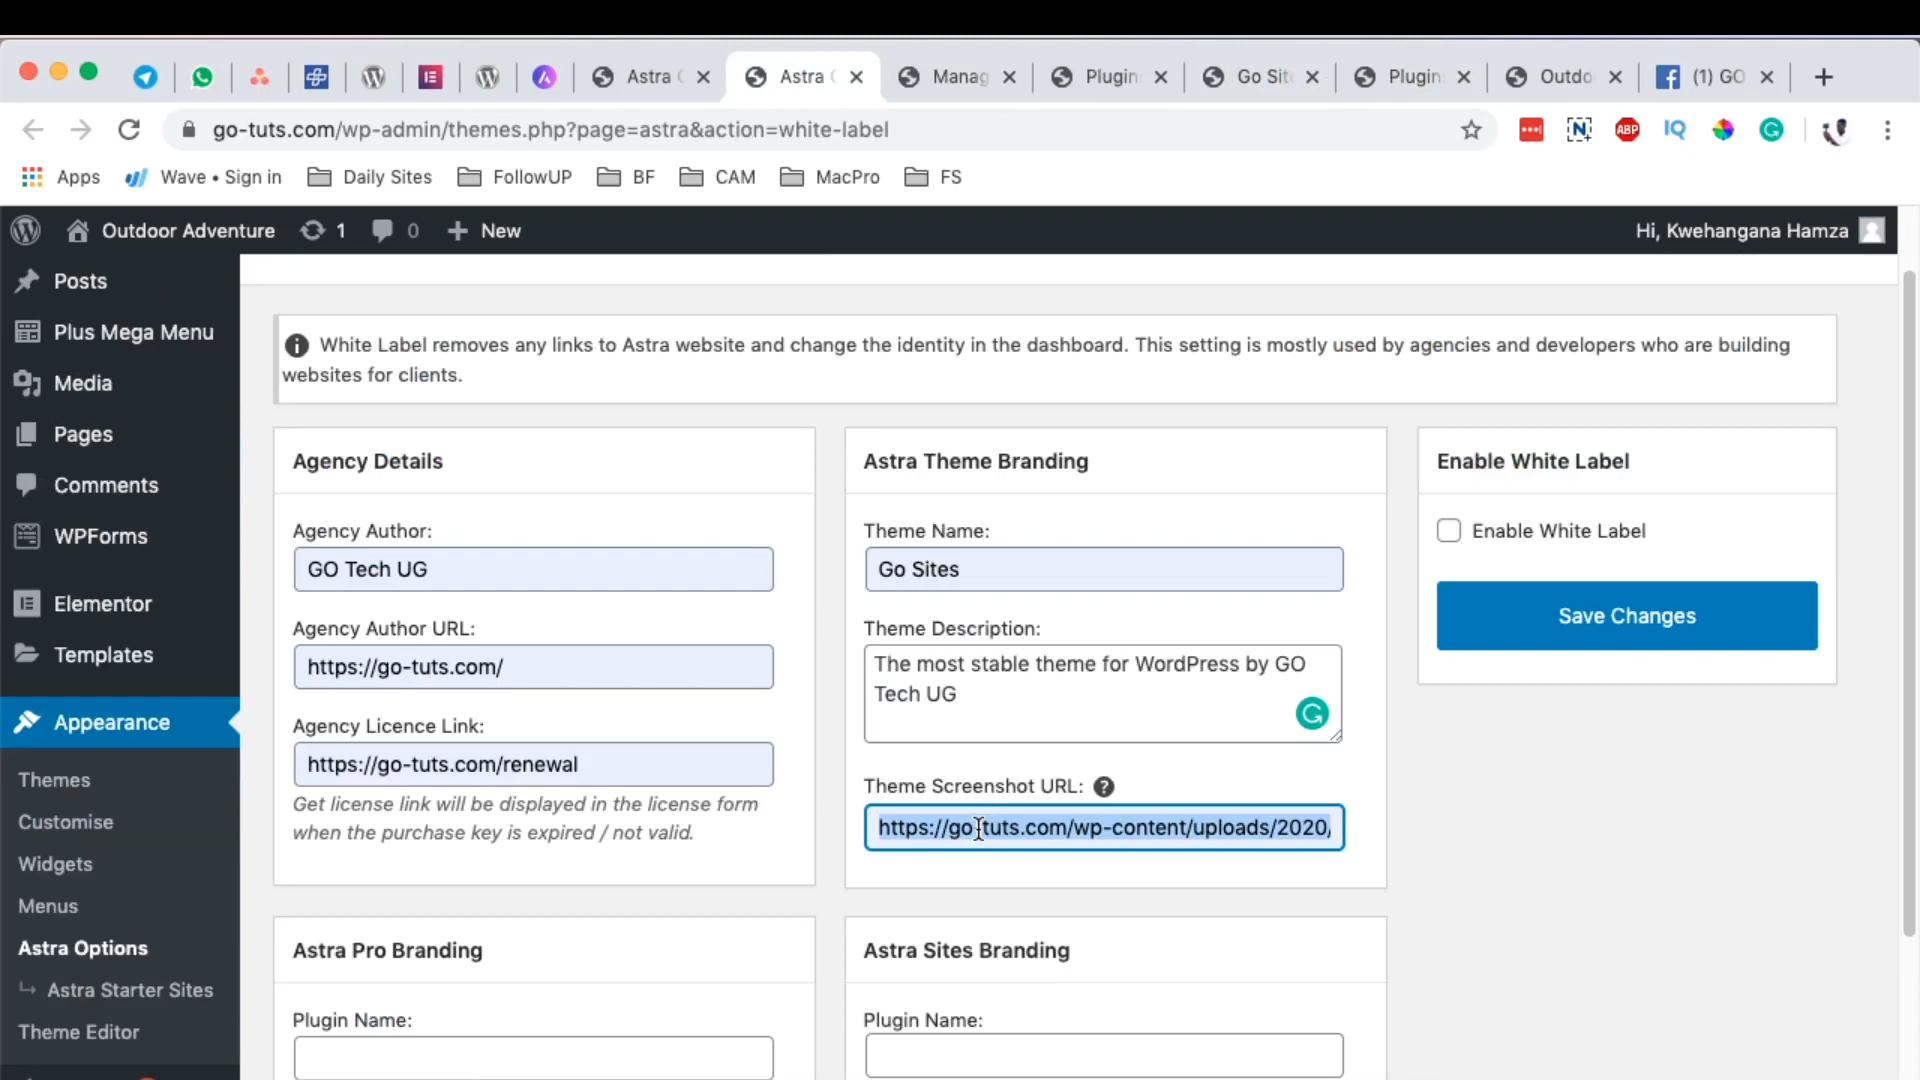 Astra
Astra
Manag
Plugin
Go Sit
Plugin
Outdo
(1) GO
go-tuts.com/wp-admin/themes.php?page=astra&action=white-label
ABP
IQ
Apps
Wave • Sign in
Daily Sites
FollowUP
BF
CAM
MacPro
FS
Outdoor Adventure
1
0
New
Hi, Kwehangana Hamza
Posts
Plus Mega Menu
Media
Pages
Comments
WPForms
Elementor
Templates
Appearance
Themes
Customise
Widgets
Menus
Astra Options
Astra Starter Sites
Theme Editor
White Label removes any links to Astra website and change the identity in the dashboard. This setting is mostly used by agencies and developers who are building
websites for clients.
Agency Details
Agency Author:
GO Tech UG
Agency Author URL:
https://go-tuts.com/
Agency Licence Link:
https://go-tuts.com/renewal
Get license link will be displayed in the license form
when the purchase key is expired / not valid.
Astra Theme Branding
Theme Name:
Go Sites
Theme Description:
The most stable theme for WordPress by GO
Tech UG
Theme Screenshot URL:
https://go-tuts.com/wp-content/uploads/2020/
Enable White Label
Enable White Label
Save Changes
Astra Pro Branding
Plugin Name:
Astra Sites Branding
Plugin Name: